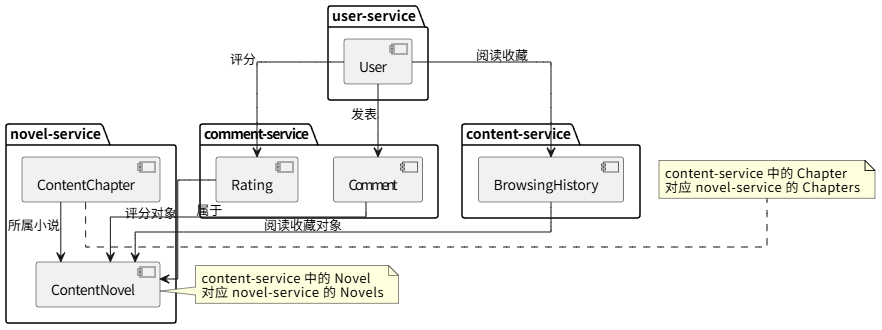 user-service
User
评分
阅读收藏
发表
novel-service
comment-service
content-service
ContentChapter
Rating
Comment
BrowsingHistory
content-service 中的 Chapter
对应 novel-service 的 Chapters
所属小说
评分对象
属于
阅读收藏对象
ContentNovel
content-service 中的 Novel
对应 novel-service 的 Novels